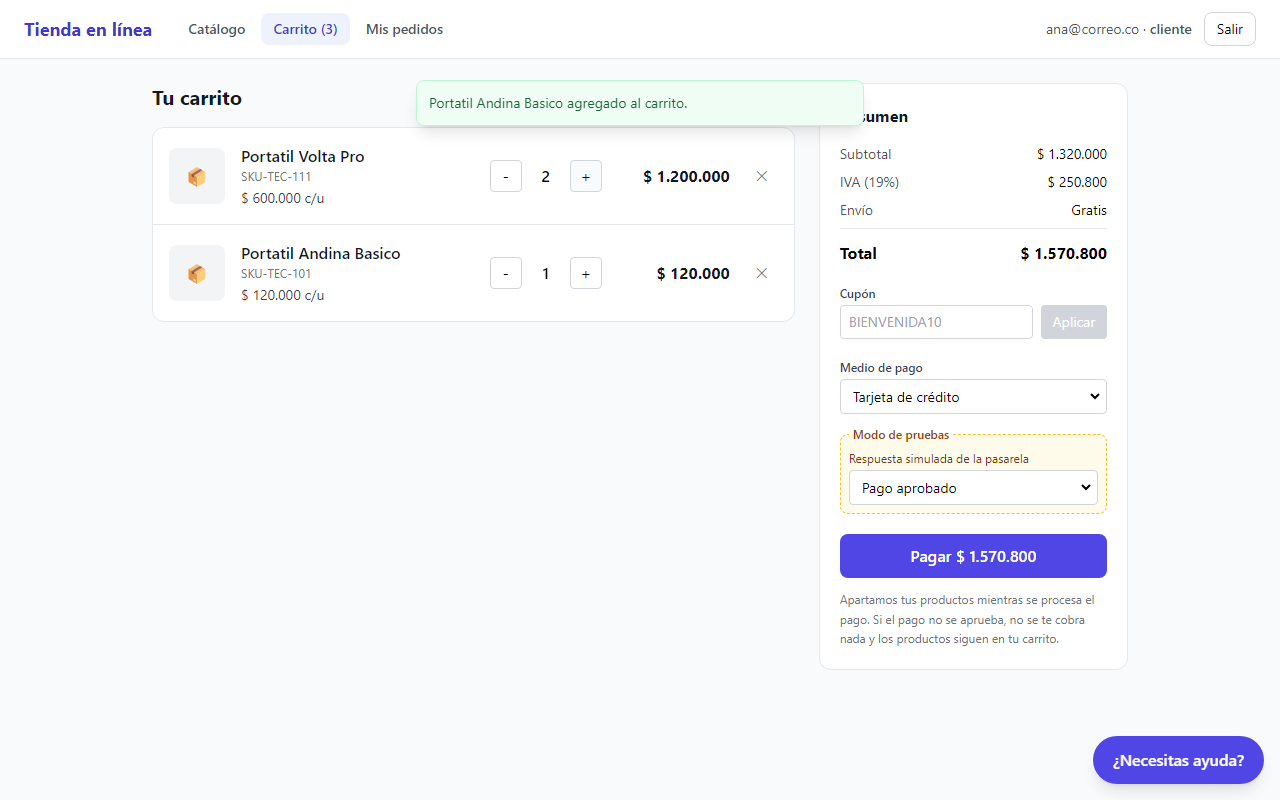 Tienda en línea
Catálogo
Carrito (3)
Mis pedidos
ana@correo.co · cliente
Salir
Portatil Andina Basico agregado al carrito.
Tu carrito
Portatil Volta Pro
SKU-TEC-111
$ 600.000 c/u
-
2
+
$ 1.200.000
×
Portatil Andina Basico
SKU-TEC-101
$ 120.000 c/u
-
1
+
$ 120.000
×
sumen
Subtotal
$ 1.320.000
IVA (19%)
$ 250.800
Envío
Gratis
Total
$ 1.570.800
Cupón
BIENVENIDA10
Aplicar
Medio de pago
Tarjeta de crédito
Modo de pruebas
Respuesta simulada de la pasarela
Pago aprobado
Pagar $ 1.570.800
Apartamos tus productos mientras se procesa el
pago. Si el pago no se aprueba, no se te cobra
nada y los productos siguen en tu carrito.
¿Necesitas ayuda?